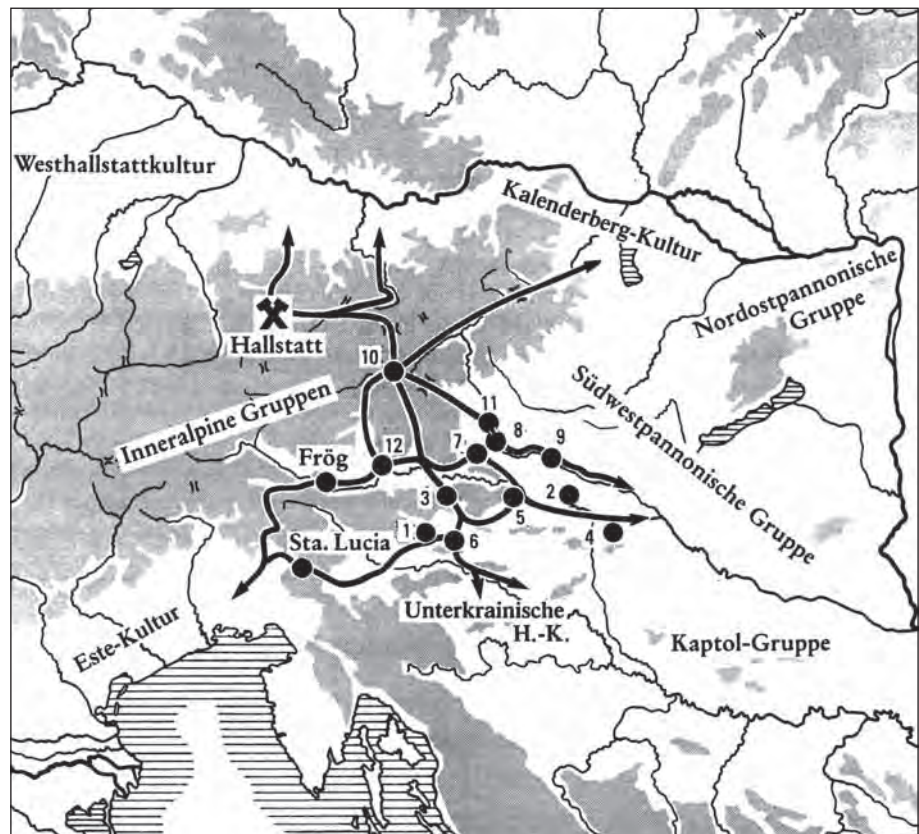 Westhallstattkultur
Kalenderberg-Kultur
Nordostpannonische
Gruppe
Hallstatt
10
Südwestpannonische Gruppe
Inneralpine Gruppen
11
8
7
9
12
Frög
3
5
2
1
6
4
Sta. Lucia
Unterkrainische
H.-K.
Este-Kultur
Kaptol-Gruppe